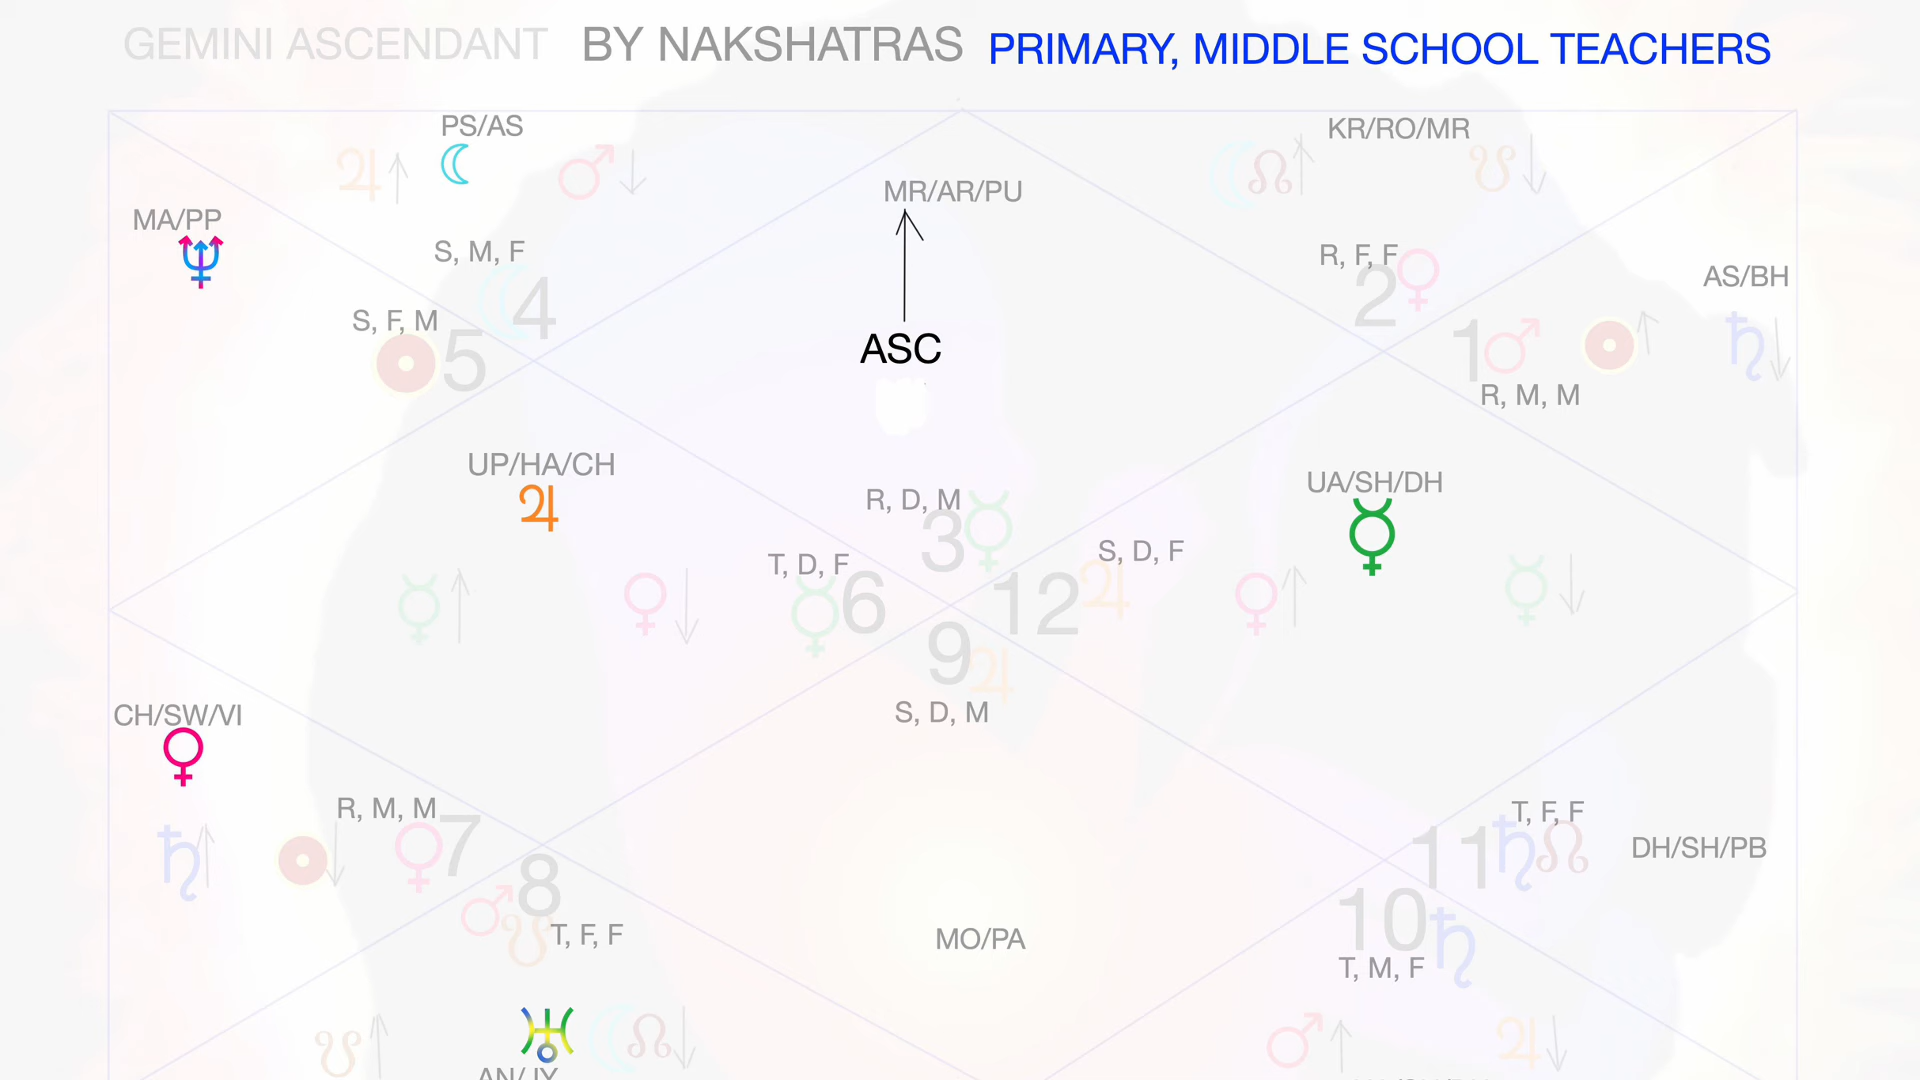 GEMINI ASCENDANT BY NAKSHATRAS PRIMARY, MIDDLE SCHOOL TEACHERS
PS/AS
KR/RO/MR
MR/AR/PU
MA/PP
S, M, F
R, F, F
AS/BH
4
2
S, F, M
5
ASC
1
R, M, M
UP/HA/CH
UA/SH/DH
R, D, M
3
T, D, F
6
S, D, F
12
9
S, D, M
CH/SW/VI
R, M, M
7
T, F, F
11
DH/SH/PB
8
T, F, F
MO/PA
10
T, M, F